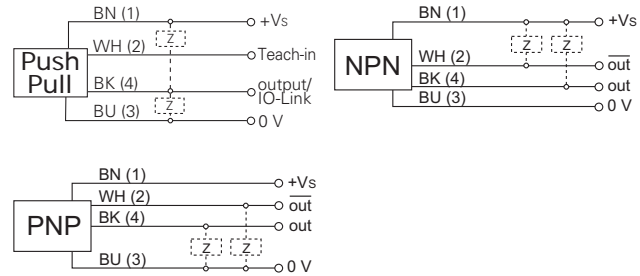 BN (1)
+Vs
Z
WH (2)
Teach-in
Push
Pull
BK (4)
output/
IO-Link
Z
BU (3)
0 V
BN (1)
+Vs
Z
Z
NPN
WH (2)
out
BK (4)
out
BU (3)
0 V
BN (1)
+Vs
WH (2)
out
PNP
BK (4)
out
Z
Z
BU (3)
0 V